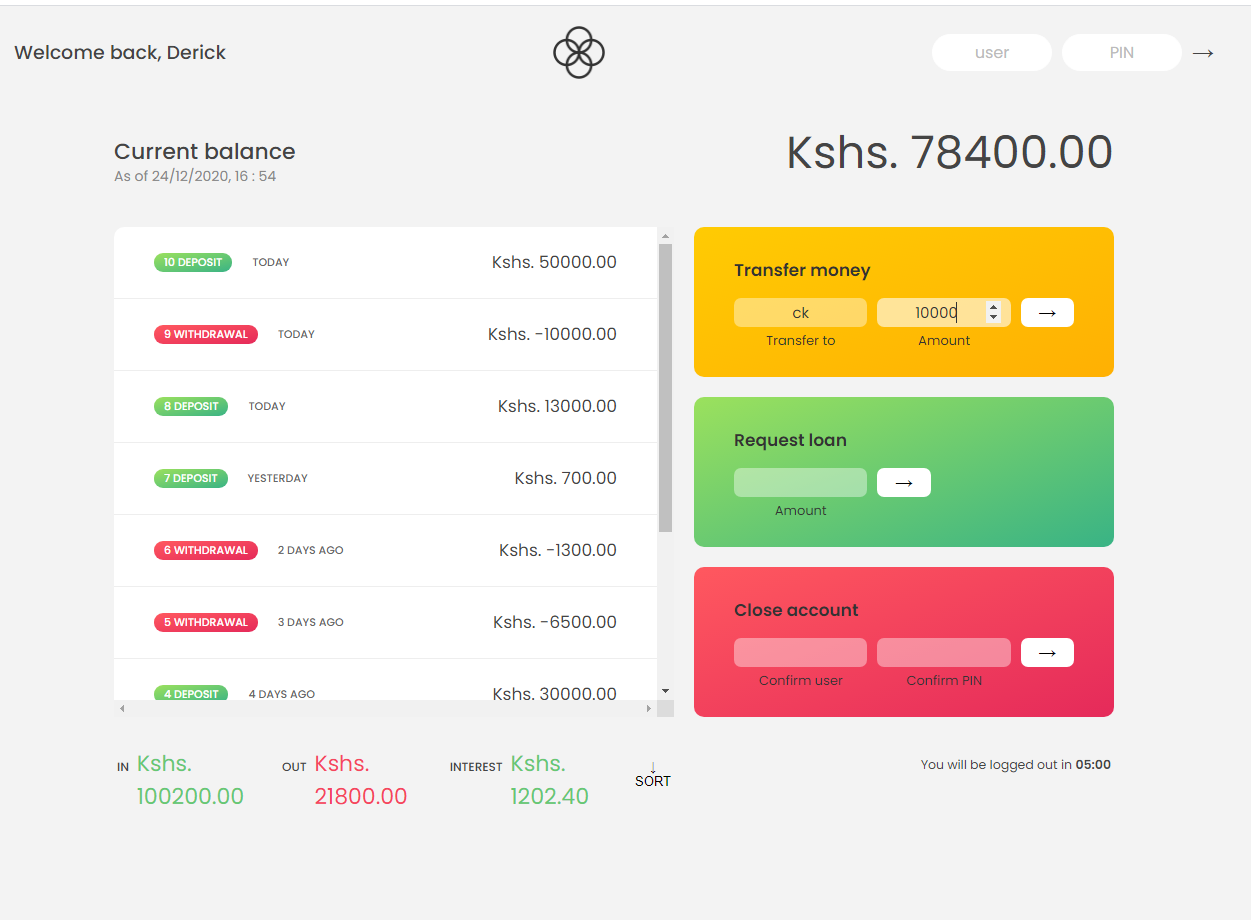 Welcome back, Derick
user
PIN
→
Current balance
As of 24/12/2020, 16 : 54
Kshs. 78400.00
10 DEPOSIT TODAY Kshs. 50000.00
9 WITHDRAWAL TODAY Kshs. -10000.00
8 DEPOSIT TODAY Kshs. 13000.00
7 DEPOSIT YESTERDAY Kshs. 700.00
6 WITHDRAWAL 2 DAYS AGO Kshs. -1300.00
5 WITHDRAWAL 3 DAYS AGO Kshs. -6500.00
4 DEPOSIT 4 DAYS AGO Kshs. 30000.00
Transfer money
ck 10000 →
Transfer to Amount
Request loan
→
Amount
Close account
→
Confirm user Confirm PIN
IN Kshs.
100200.00
OUT Kshs.
21800.00
INTEREST Kshs.
1202.40
↓
SORT
You will be logged out in 05:00